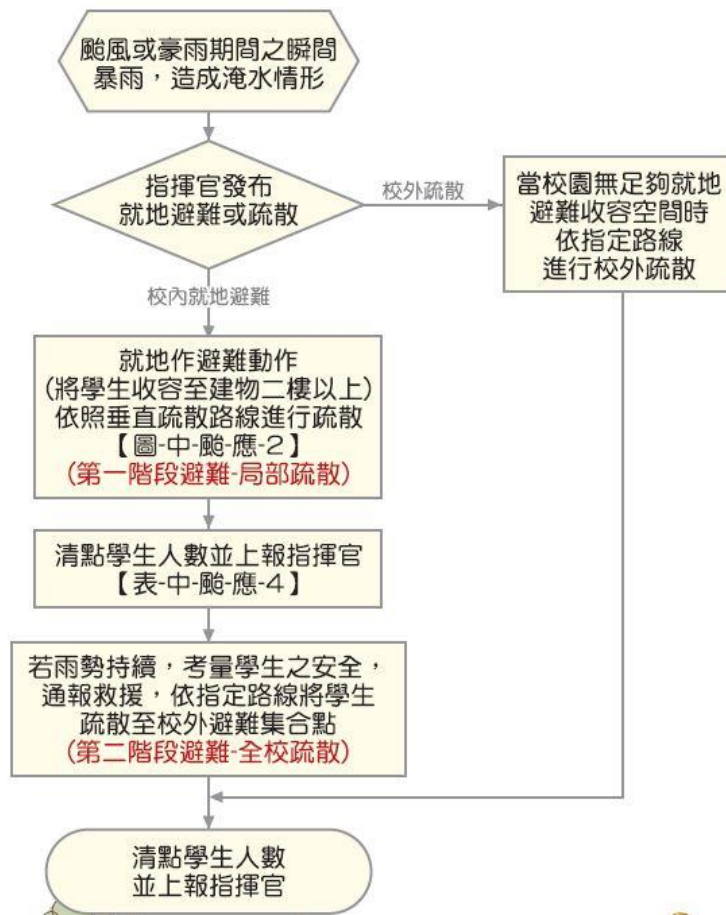 颱風或豪雨期間之瞬間
暴雨，造成淹水情形
指揮官發布
就地避難或疏散
校外疏散
當校園無足夠就地
避難收容空間時
依指定路線
進行校外疏散
校內就地避難
就地作避難動作
(將學生收容至建物二樓以上)
依照垂直疏散路線進行疏散
【圖-中-颱-應-2】
(第一階段避難-局部疏散)
清點學生人數並上報指揮官
【表-中-颱-應-4】
若雨勢持續，考量學生之安全，
通報救援，依指定路線將學生
疏散至校外避難集合點
(第二階段避難-全校疏散)
清點學生人數
並上報指揮官